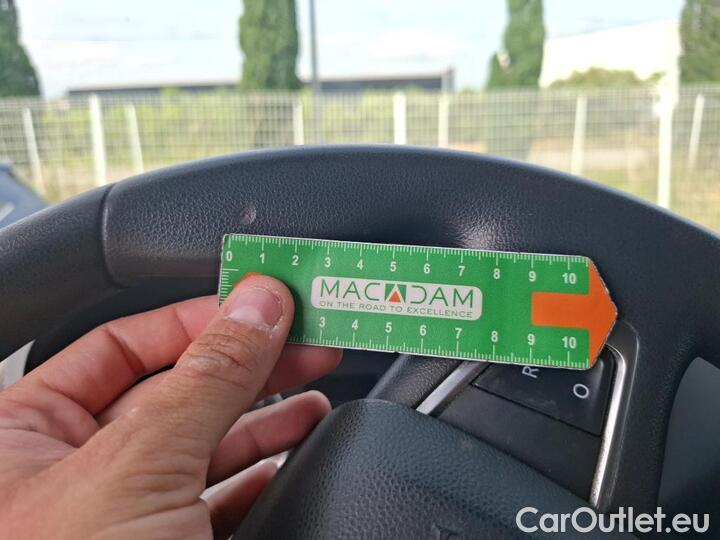 0 1 2 3 4 5 6 7 8 9 10
MACADAM
ON THE ROAD TO EXCELLENCE
3 4 5 6 7 8 9 10
R
O
CarOutlet.eu